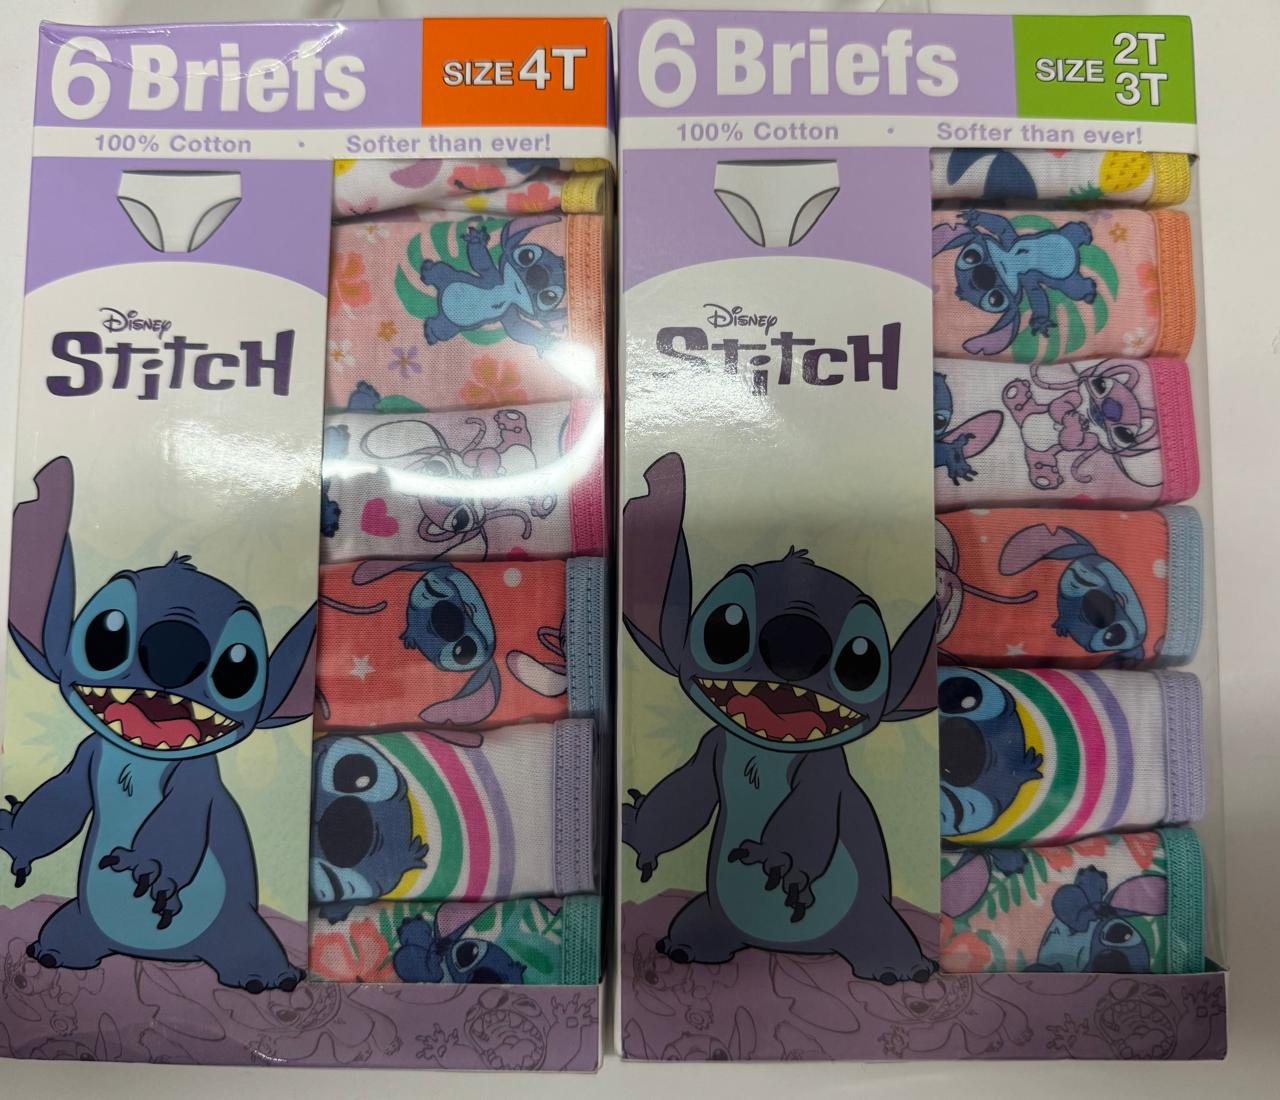 6 Briefs
SIZE 4T
100% Cotton • Softer than ever!
Disney
Stitch
6 Briefs
SIZE 2T
3T
100% Cotton • Softer than ever!
Disney
Stitch